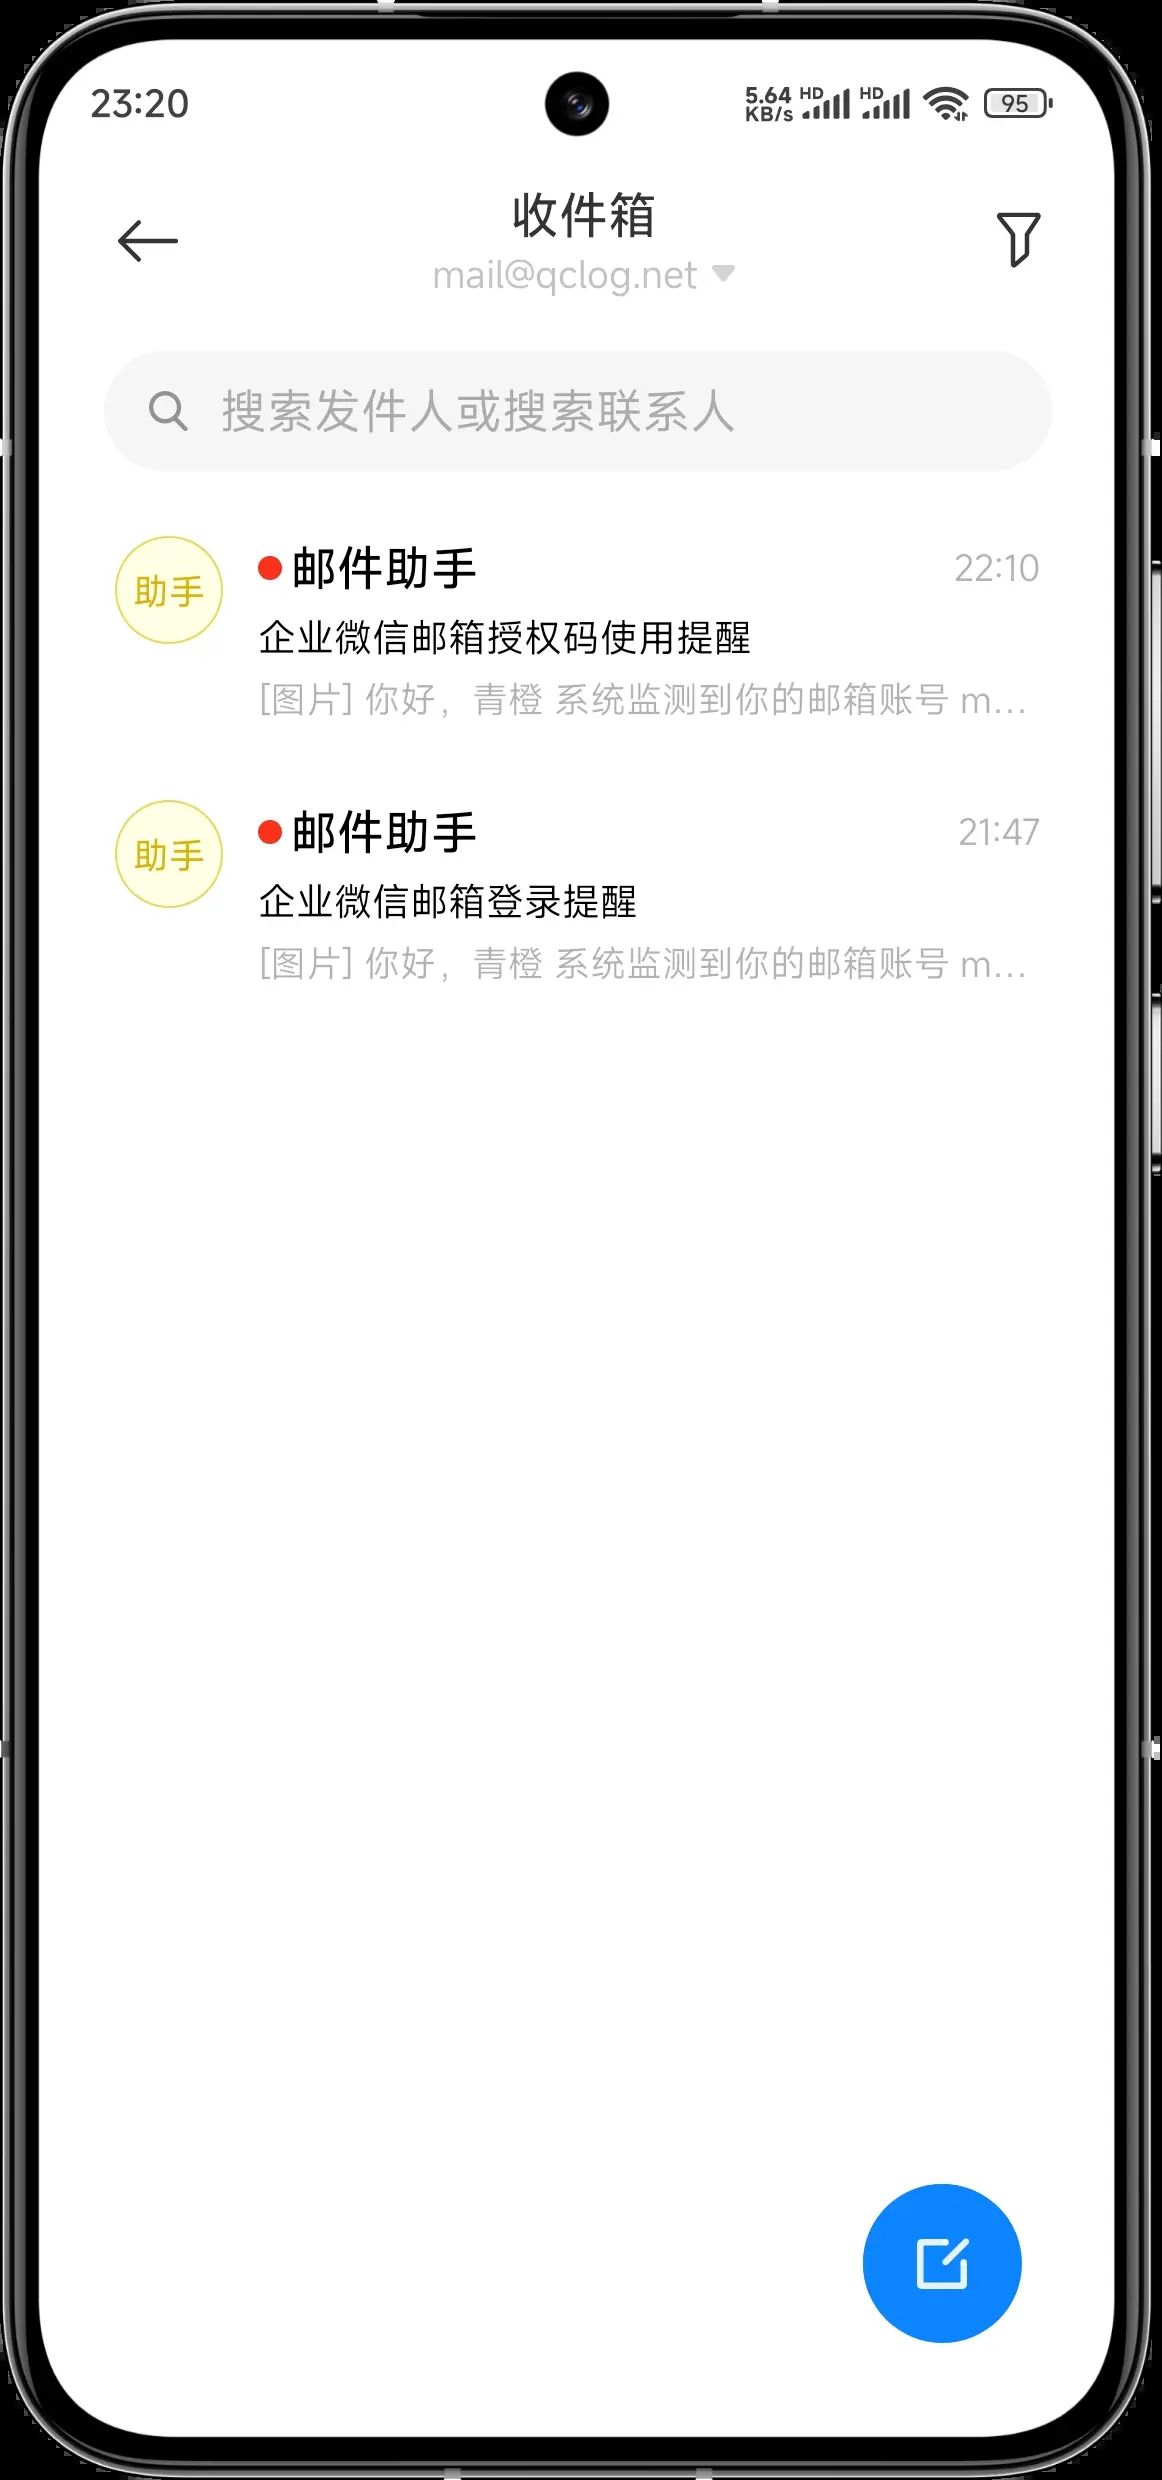 23:20
5.64 KB/s HD HD 95
收件箱
mail@qclog.net
搜索发件人或搜索联系人
助手
邮件助手 22:10
企业微信邮箱授权码使用提醒
[图片] 你好，青橙 系统监测到你的邮箱账号 m...
助手
邮件助手 21:47
企业微信邮箱登录提醒
[图片] 你好，青橙 系统监测到你的邮箱账号 m...